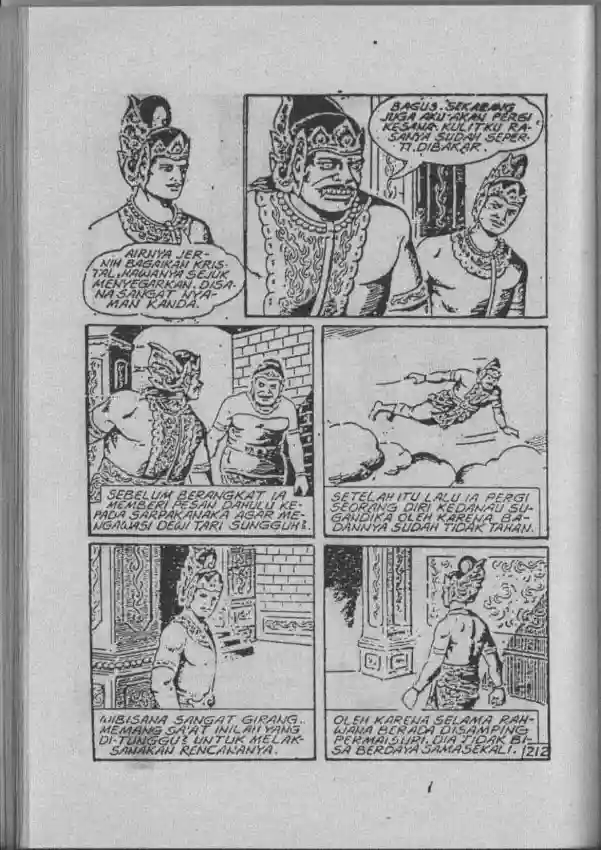 AIRNYA JER-
NIH BAGAIKAN KRIS-
TAL, HAWANYA SEJUK
MENYEGARKAN. DISA-
NA SANGAT NYA-
MAN KANDA.
BAGUS. SEKARANG
JUGA AKU AKAN PERGI
KESANA. KULITKU RA-
SANYA SUDAH SEPER-
TI DIBAKAR.
SEBELUM BERANGKAT IA
MEMBERI PESAN DAHULU KE-
PADA SARPAKANAKA AGAR ME-
NGAWASI DEWI TARI SUNGGUH2.
SETELAH ITU LALU IA PERGI
SEORANG DIRI KEDANAU SU-
GANDIKA OLEH KARENA BA-
DANNYA SUDAH TIDAK TAHAN.
WIBISANA SANGAT GIRANG..
MEMANG SA'AT INILAH YANG
DI-TUNGGU2 UNTUK MELAK-
SANAKAN RENCANANYA.
OLEH KARENA SELAMA RAH-
WANA BERADA DISAMPING
PERMAISURI, DIA TIDAK BI-
SA BERDAYA SAMASEKALI.
212